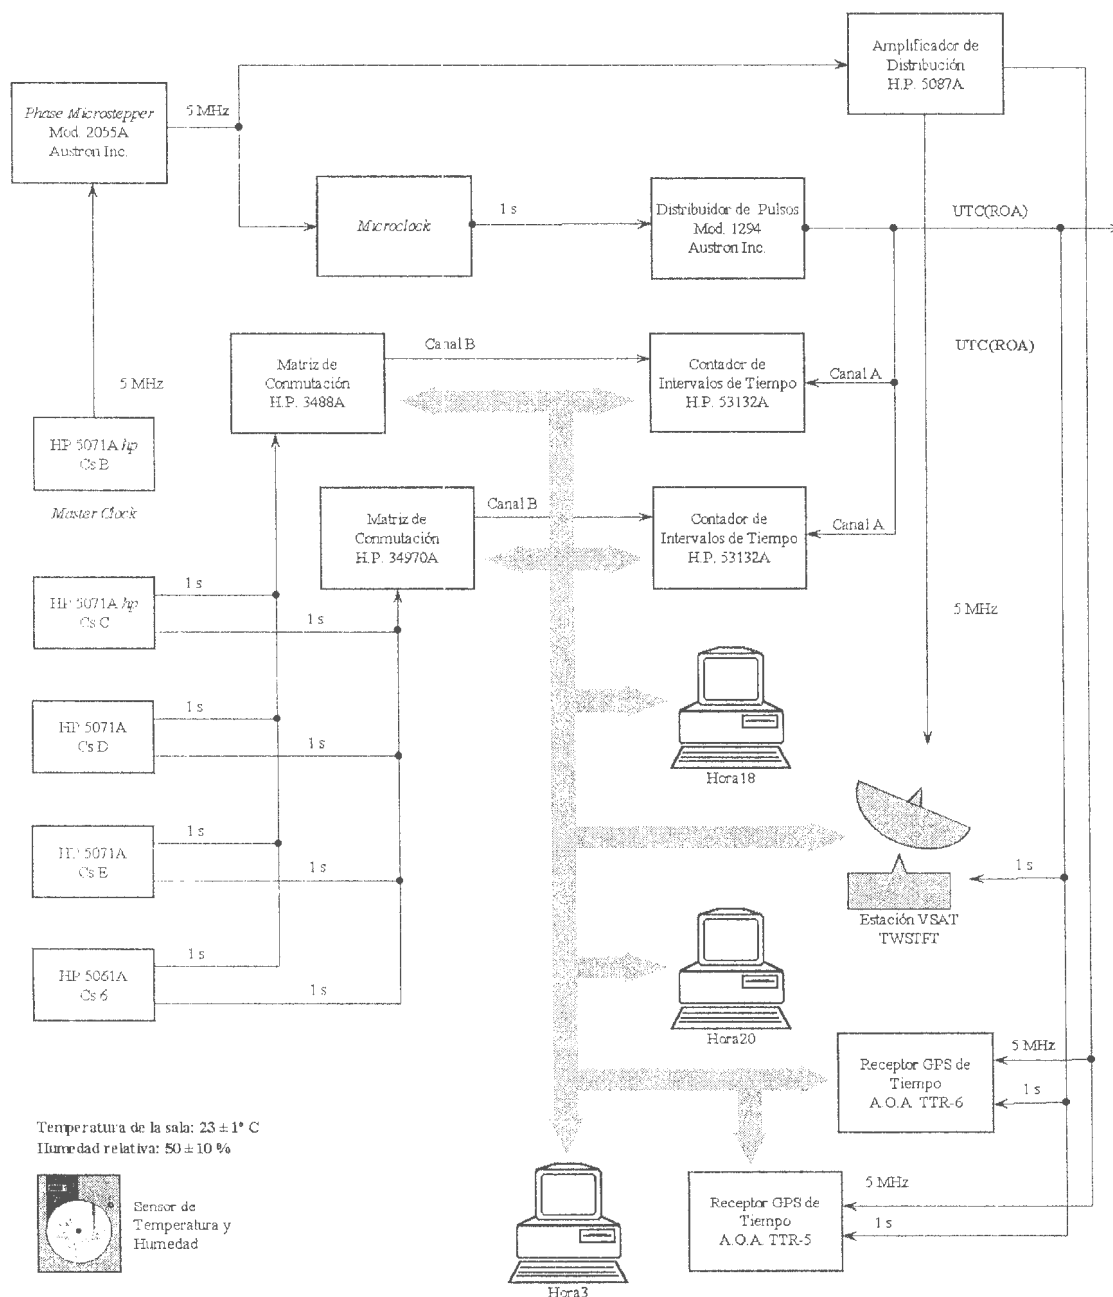 Amplificador de
Distribución
H.P. 5087A
Phase Microstepper
Mod. 2055A
Austron Inc.
5 MHz
Microclock
1 s
Distribuidor de Pulsos
Mod. 1294
Austron Inc.
UTC(ROA)
UTC(ROA)
Matriz de
Conmutación
H.P. 3488A
Canal B
Contador de
Intervalos de Tiempo
H.P. 53132A
Canal A
5 MHz
HP 5071A hp
Cs B
Master Clock
Matriz de
Conmutación
H.P. 34970A
Canal B
Contador de
Intervalos de Tiempo
H.P. 53132A
Canal A
HP 5071A hp
Cs C
1 s
1 s
5 MHz
HP 5071A
Cs D
1 s
1 s
Hora18
HP 5071A
Cs E
1 s
1 s
1 s
Estación VSAT
TWSTFT
HP 5061A
Cs 6
1 s
1 s
Hora20
Receptor GPS de
Tiempo
A.O.A. TTR-6
5 MHz
1 s
Temperatura de la sala: 23 ± 1° C
Humedad relativa: 50 ± 10 %
Sensor de
Temperatura y
Humedad
Receptor GPS de
Tiempo
A.O.A. TTR-5
5 MHz
1 s
Hora3